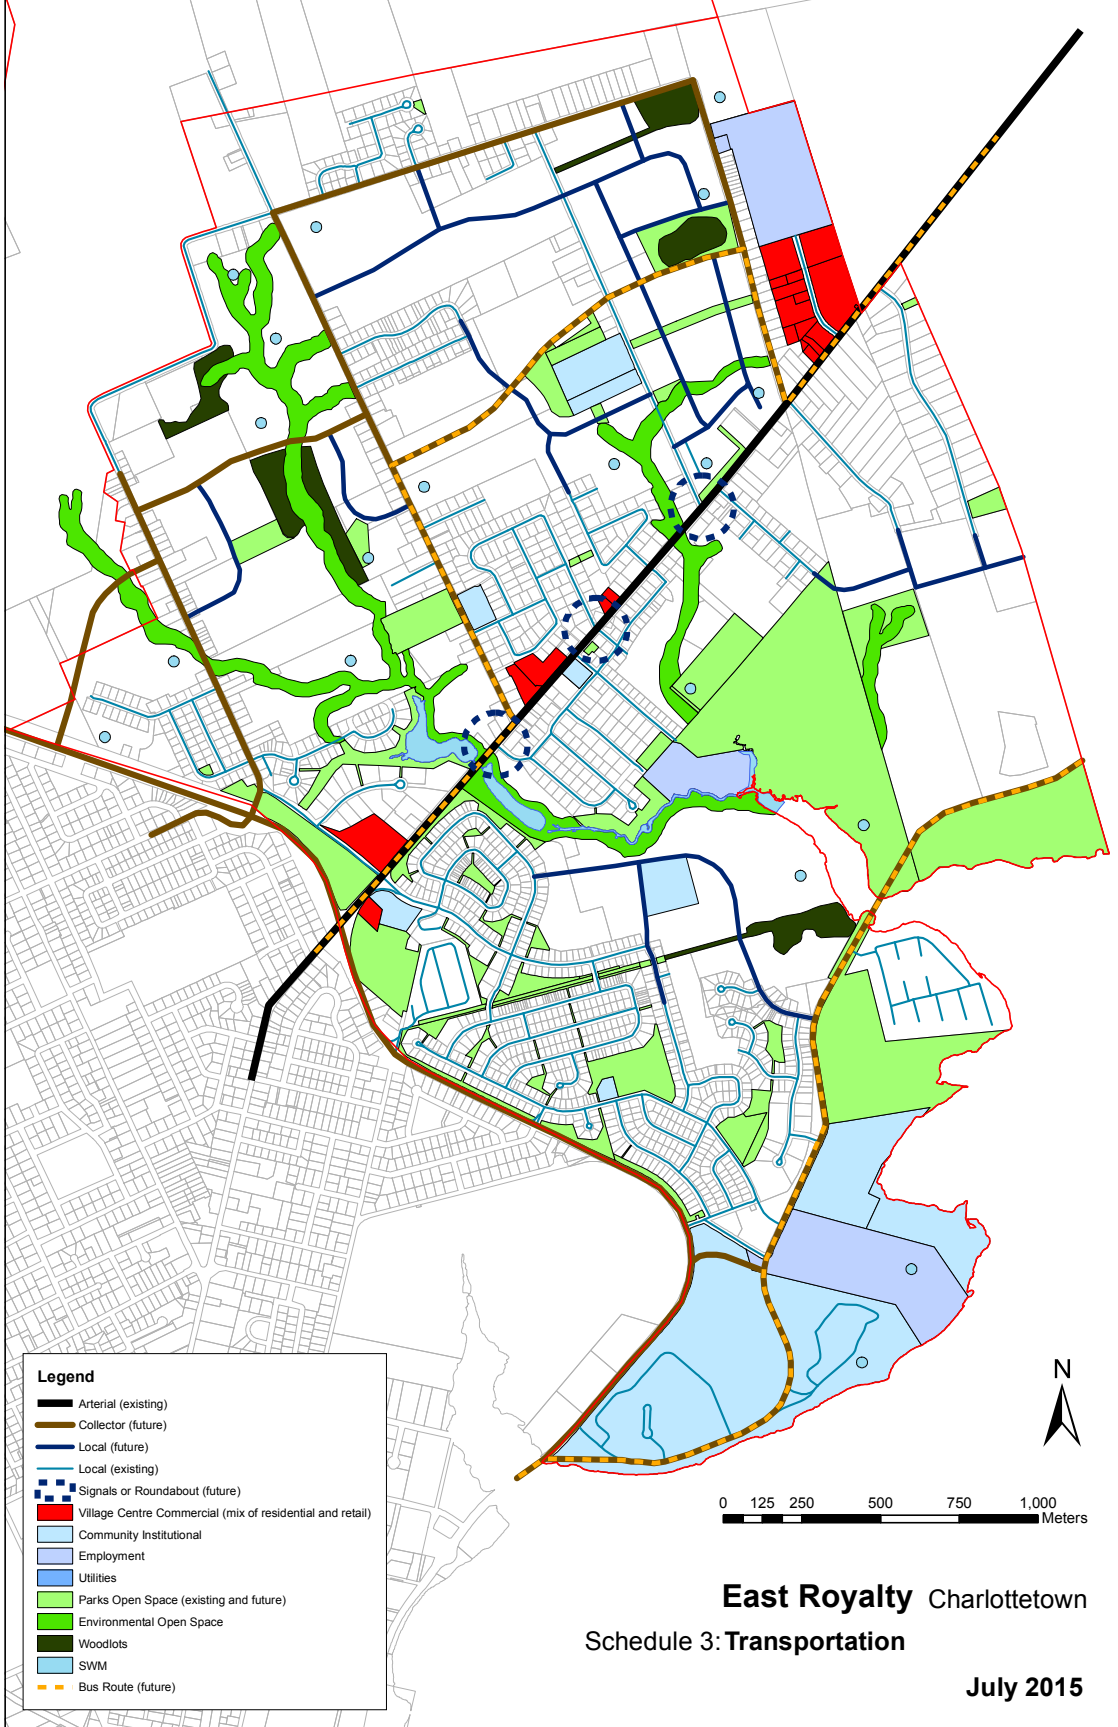 Legend
Arterial (existing)
Collector (future)
Local (future)
Local (existing)
Signals or Roundabout (future)
Village Centre Commercial (mix of residential and retail)
Community Institutional
Employment
Utilities
Parks Open Space (existing and future)
Environmental Open Space
Woodlots
SWM
Bus Route (future)
N
0 125 250 500 750 1,000
Meters
East Royalty Charlottetown
Schedule 3: Transportation
July 2015